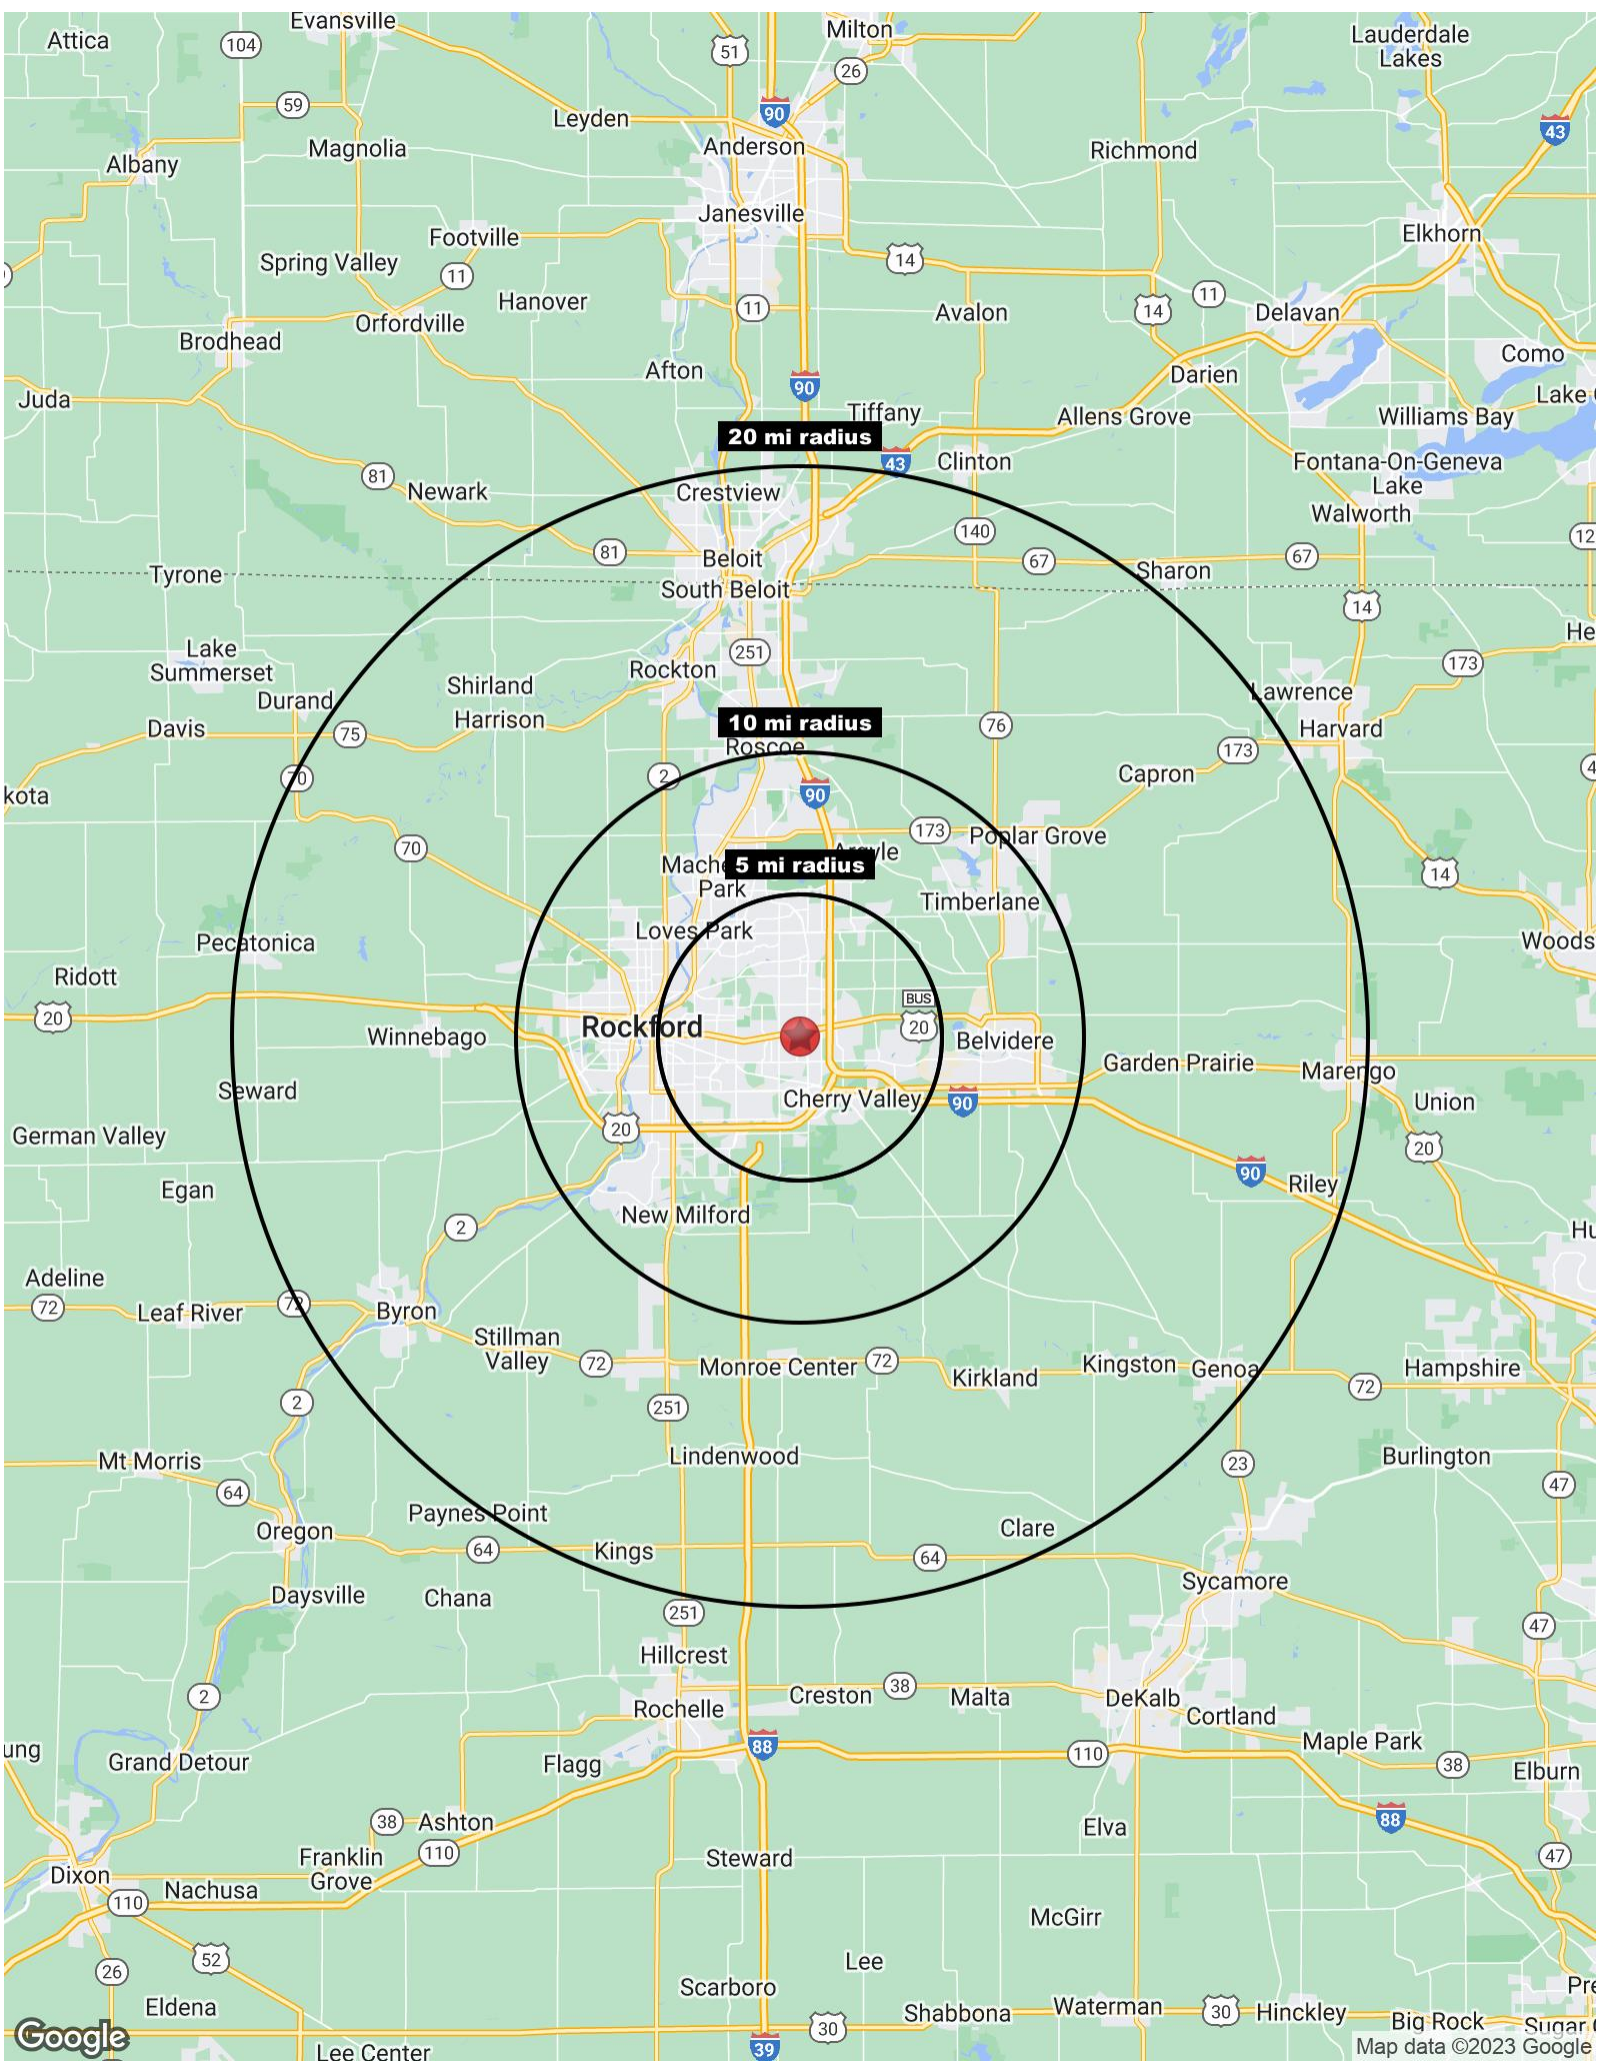 Evansville
Attica
104
51
Milton
26
Lauderdale
Lakes
59
90
43
Leyden
Anderson
Magnolia
Albany
Richmond
Janesville
Footville
Elkhorn
Spring Valley
11
14
Hanover
11
Avalon
14
11
Delavan
Orfordville
Brodhead
Como
Afton
90
Darien
Juda
Lake
Tiffany
Allens Grove
Williams Bay
20 mi radius
43
Clinton
Fontana-On-Geneva
Lake
81
Newark
Crestview
Walworth
140
12
81
Beloit
67
67
Tyrone
Sharon
South Beloit
14
He
Lake
Summerset
251
Rockton
173
Shirland
Lawrence
Durand
Harrison
Davis
75
10 mi radius
76
Harvard
Roscoe
173
70
2
Capron
4
kota
90
173
Poplar Grove
70
Mache
5 mi radius
Park
14
Timberlane
Loves Park
Pecatonica
Woods
Ridott
BUS
20
Rockford
20
Winnebago
Belvidere
Garden Prairie
Marengo
Seward
Cherry Valley
90
Union
20
German Valley
20
90
Riley
Egan
New Milford
2
Hu
Adeline
72
Leaf River
72
Byron
Stillman
Valley
72
Monroe Center
72
Kirkland
Kingston
Genoa
Hampshire
72
2
251
Mt Morris
Lindenwood
23
Burlington
64
47
Paynes Point
Oregon
Clare
64
Kings
64
Daysville
Chana
Sycamore
251
47
Hillcrest
2
Rochelle
Creston
38
Malta
DeKalb
Cortland
ung
88
110
Maple Park
Grand Detour
Flagg
38
Elburn
38
Ashton
Elva
88
110
Franklin
Grove
Steward
47
Dixon
Nachusa
110
McGirr
52
Lee
26
Scarboro
Pre
Eldena
Shabbona
Waterman
30
Hinckley
Big Rock
Sugar
Google
30
39
Lee Center
Map data ©2023 Google